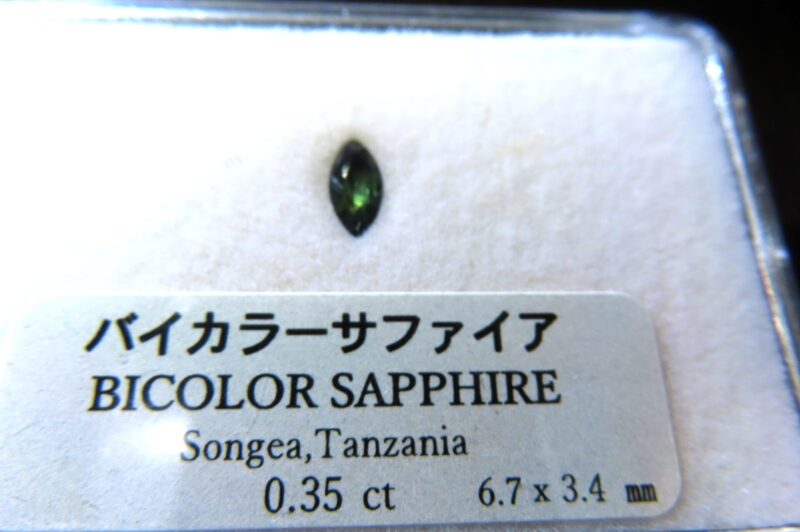 バイカラーサファイア
BICOLOR SAPPHIRE
Songea,Tanzania
0.35 ct 6.7 x 3.4 mm